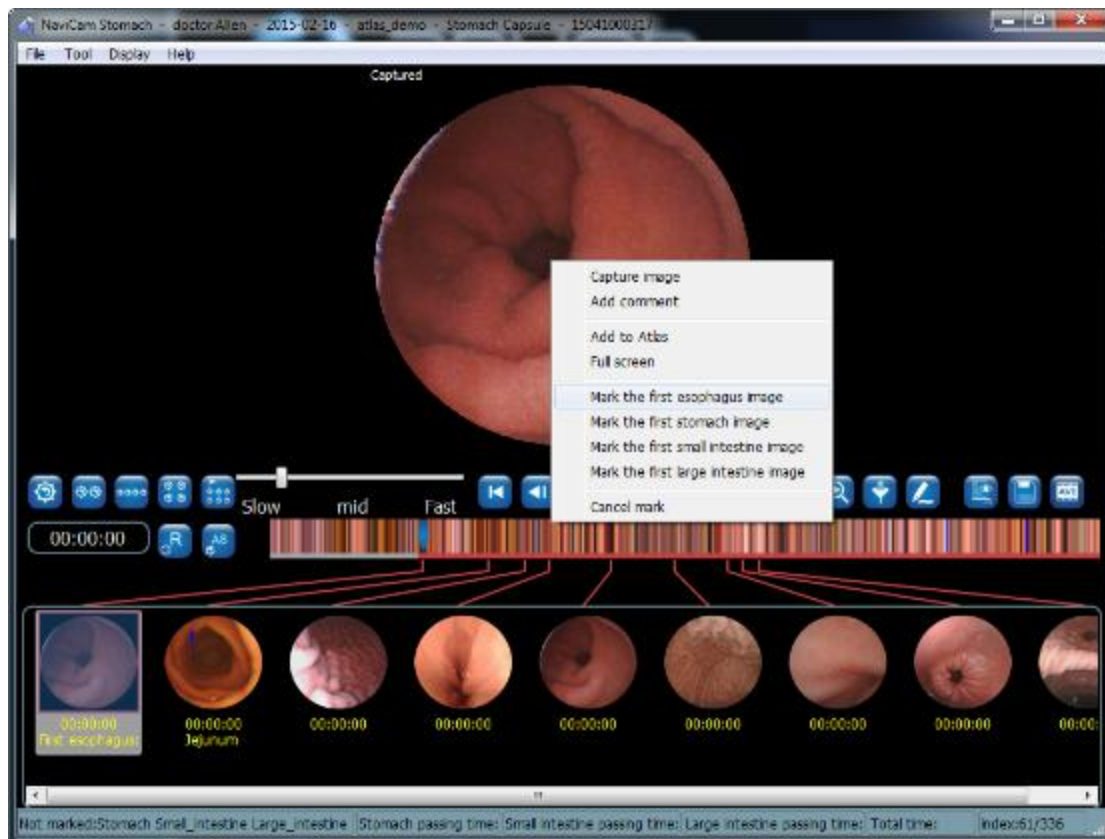 NaviCam Stomach - doctor Allen - 2015-02-16 - atlas_demo - Stomach Capsule - 15041000317
File Tool Display Help
Captured
Capture image
Add comment
Add to Atlas
Full screen
Mark the first esophagus image
Mark the first stomach image
Mark the first small intestine image
Mark the first large intestine image
Cancel mark
Slow mid Fast
00:00:00 R AS
00:00:00 00:00:00 00:00:00 00:00:00 00:00:00 00:00:00 00:00:00 00:00:00 00:00:
First esophagus: Jejunum
Not marked:Stomach Small_intestine Large_intestine Stomach passing time: Small intestine passing time: Large intestine passing time: Total time: index:61/336